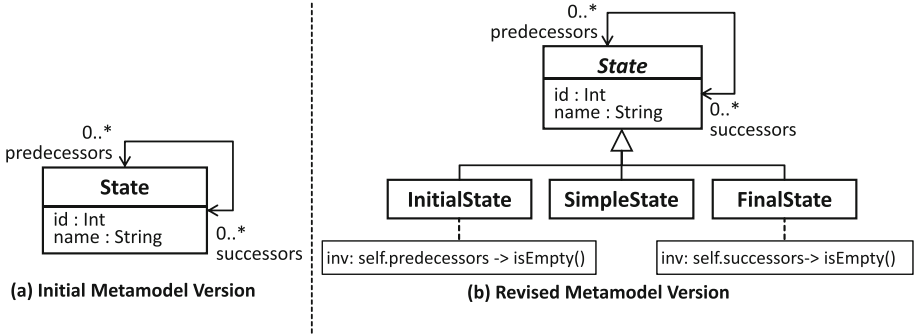 0..*
predecessors
State
id : Int
name : String
0..*
successors
(a) Initial Metamodel Version
0..*
predecessors
State
id : Int
name : String
0..*
successors
InitialState
SimpleState
FinalState
inv: self.predecessors -> isEmpty()
inv: self.successors-> isEmpty()
(b) Revised Metamodel Version